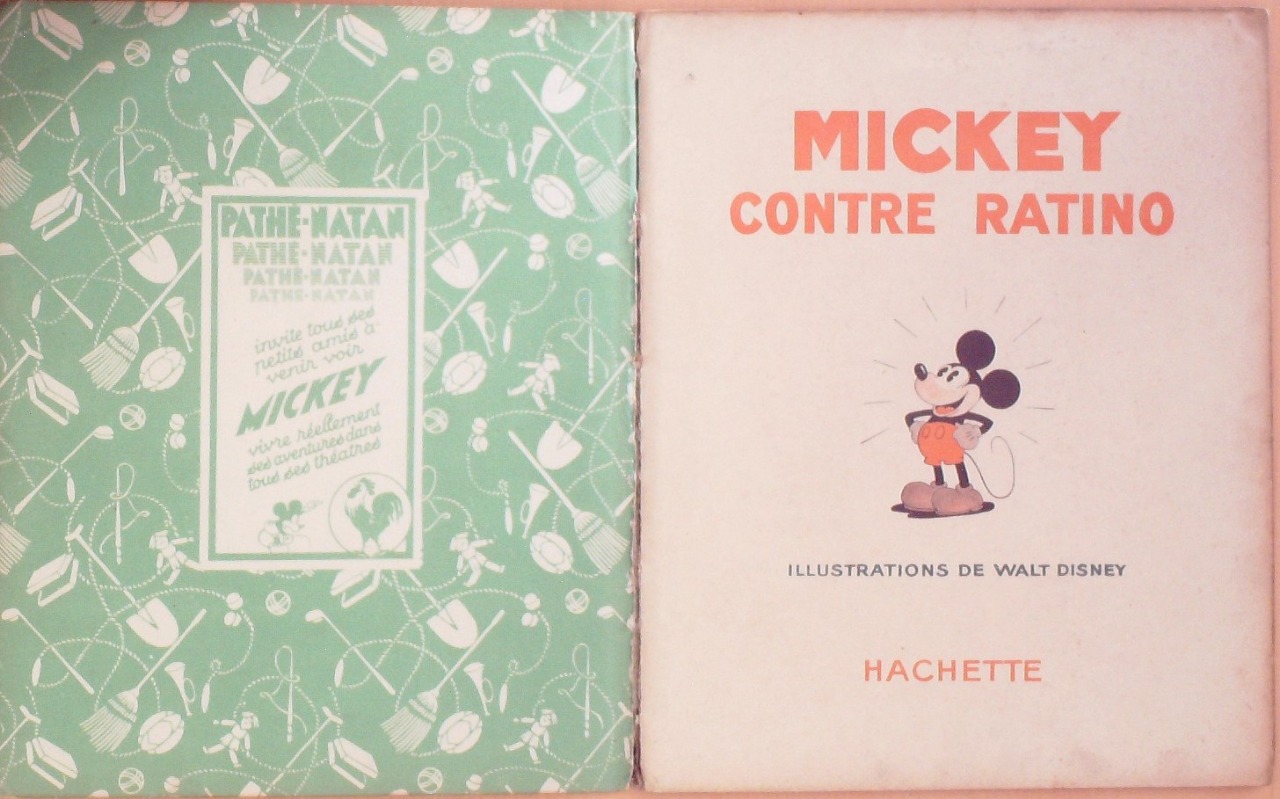 PATHE-NATAN
PATHE-NATAN
PATHE-NATAN
PATHE-NATAN
invite tous ses
petits amis à
venir voir
MICKEY
vivre réellement
ses aventures dans
tous ses théatres
MICKEY
CONTRE RATINO
ILLUSTRATIONS DE WALT DISNEY
HACHETTE